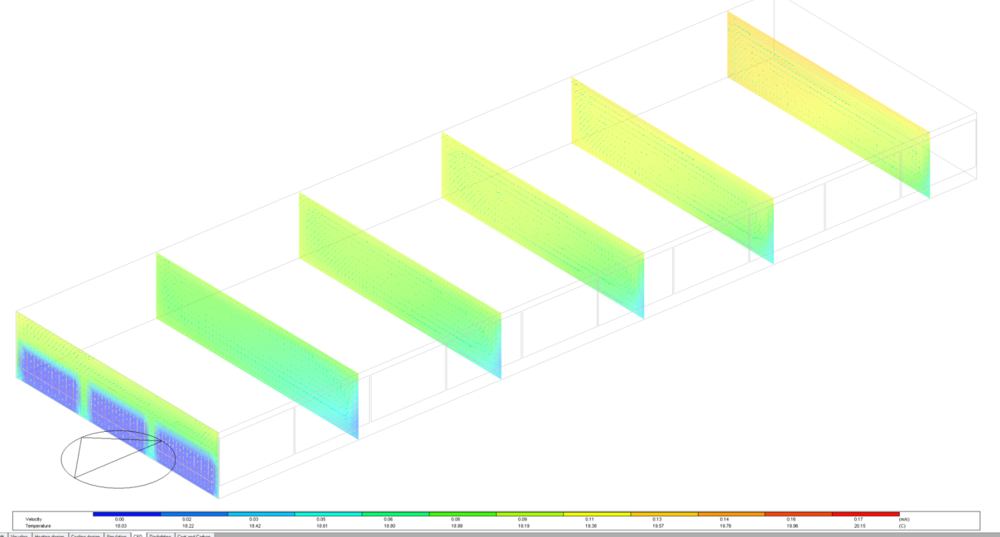 Velocity 0.00 0.02 0.03 0.05 0.06 0.08 0.09 0.11 0.13 0.14 0.16 0.17 (m/s)
Temperature 18.03 18.22 18.42 18.61 18.80 18.99 19.19 19.38 19.57 19.76 19.96 20.15 (C)
Heating design Cooling design Simulation CFD Daylighting Cost and Carbon